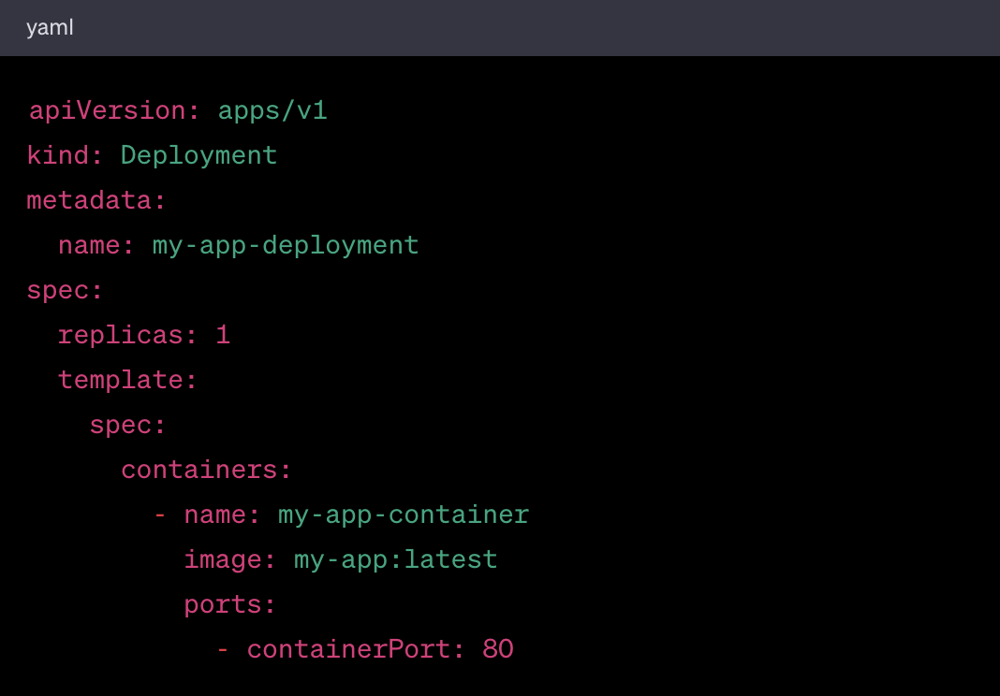 yaml
apiVersion: apps/v1
kind: Deployment
metadata:
  name: my-app-deployment
spec:
  replicas: 1
  template:
    spec:
      containers:
        - name: my-app-container
          image: my-app:latest
          ports:
            - containerPort: 80